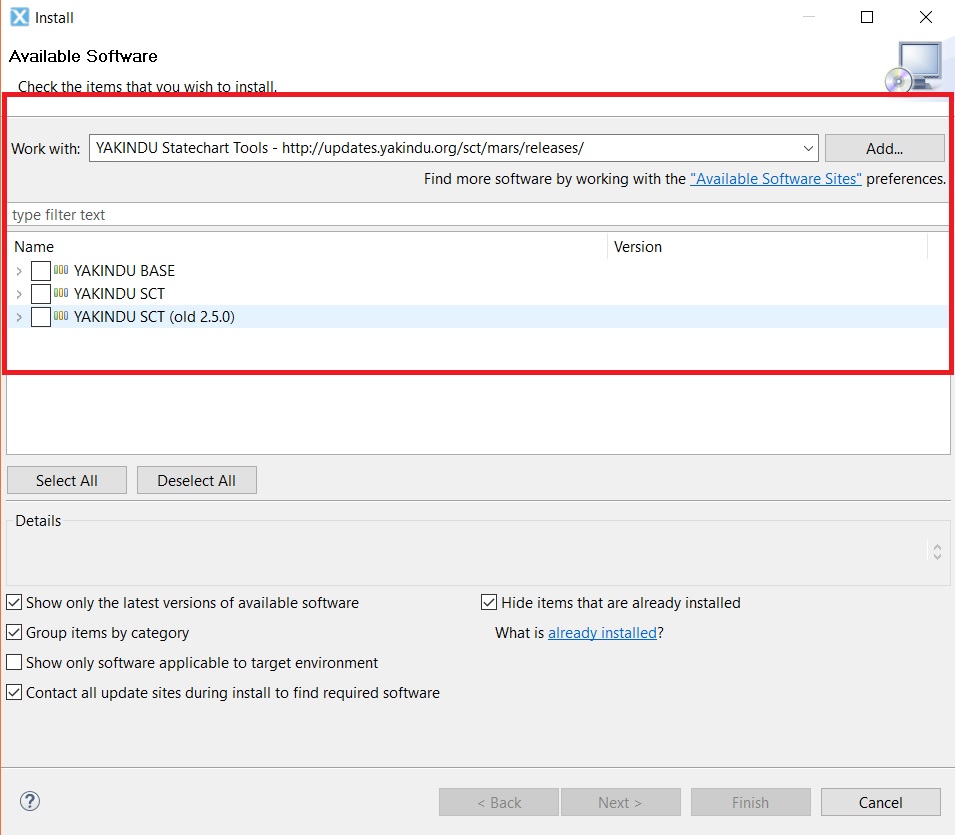 Install
Available Software
Check the items that you wish to install.
Work with: YAKINDU Statechart Tools - http://updates.yakindu.org/sct/mars/releases/ Add...
Find more software by working with the "Available Software Sites" preferences.
type filter text
Name Version
YAKINDU BASE
YAKINDU SCT
YAKINDU SCT (old 2.5.0)
Select All Deselect All
Details
Show only the latest versions of available software Hide items that are already installed
Group items by category What is already installed?
Show only software applicable to target environment
Contact all update sites during install to find required software
? < Back Next > Finish Cancel